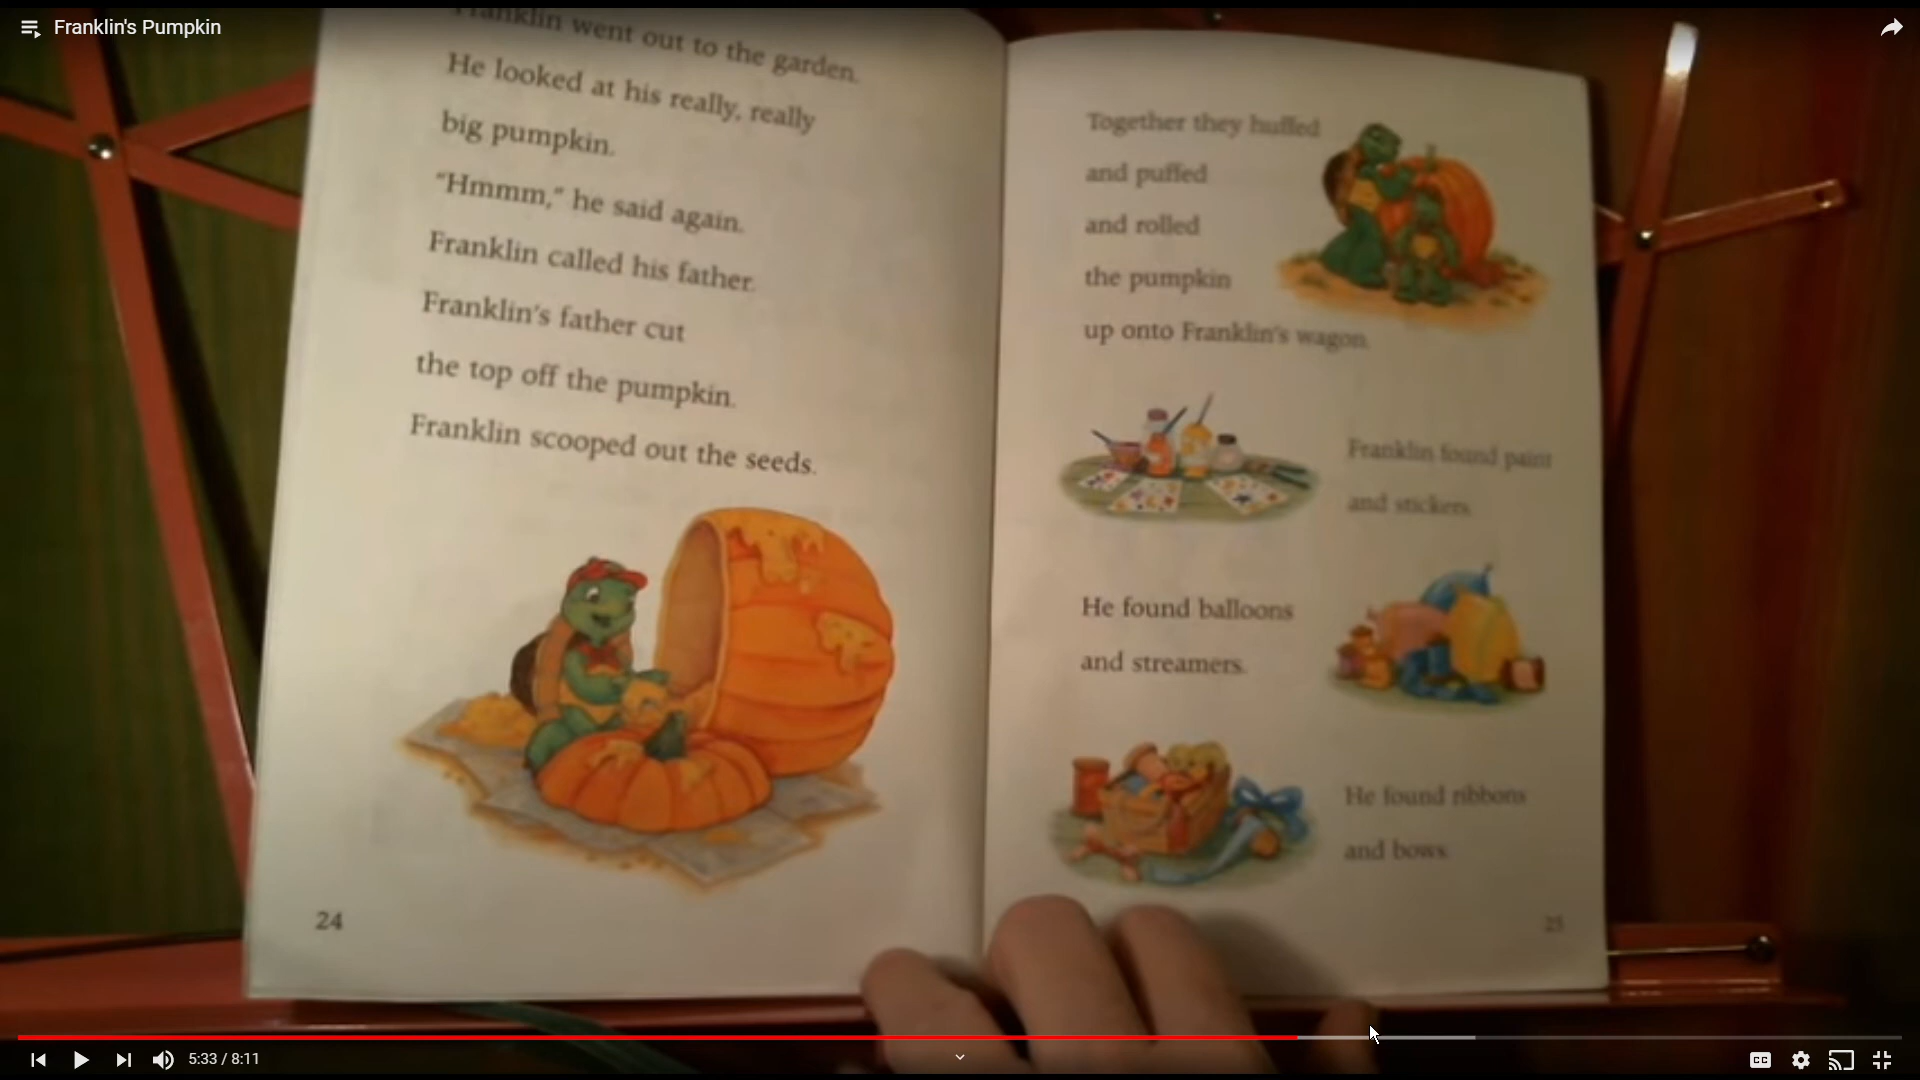 Franklin's Pumpkin
Franklin went out to the garden.
He looked at his really, really
big pumpkin.
"Hmmm," he said again.
Franklin called his father.
Franklin's father cut
the top off the pumpkin.
Franklin scooped out the seeds.
24
Together they huffed
and puffed
and rolled
the pumpkin
up onto Franklin's wagon.
Franklin found paint
and stickers.
He found balloons
and streamers.
He found ribbons
and bows.
25
5:33 / 8:11
CC